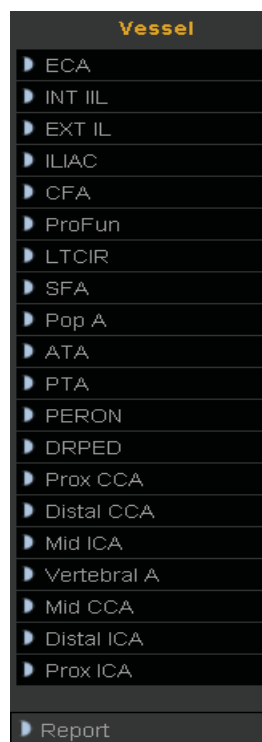 Vessel
ECA
INT IIL
EXT IL
ILIAC
CFA
ProFun
LTCIR
SFA
Pop A
ATA
PTA
PERON
DRPED
Prox CCA
Distal CCA
Mid ICA
Vertebral A
Mid CCA
Distal ICA
Prox ICA
Report